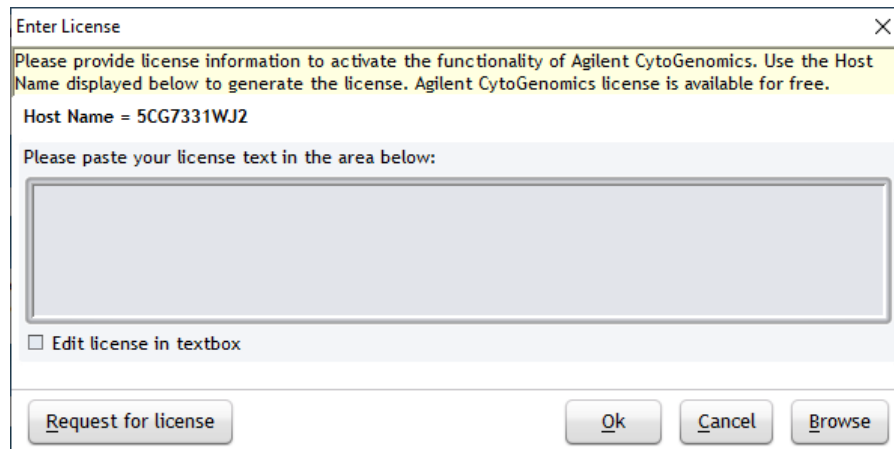 Enter License
Please provide license information to activate the functionality of Agilent CytoGenomics. Use the Host
Name displayed below to generate the license. Agilent CytoGenomics license is available for free.
Host Name = 5CG7331WJ2
Please paste your license text in the area below:
Edit license in textbox
Request for license
Ok
Cancel
Browse